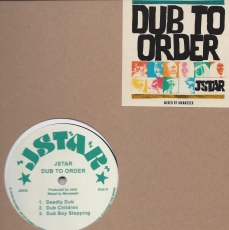 DUB TO
ORDER
JSTAR
MIXED BY MANASSEH
JSTAR
JSTAR
DUB TO ORDER
Produced by Jstar
Mixed by Manasseh
Side A
1. Deadly Dub
2. Dub Children
3. Dub Boy Stepping